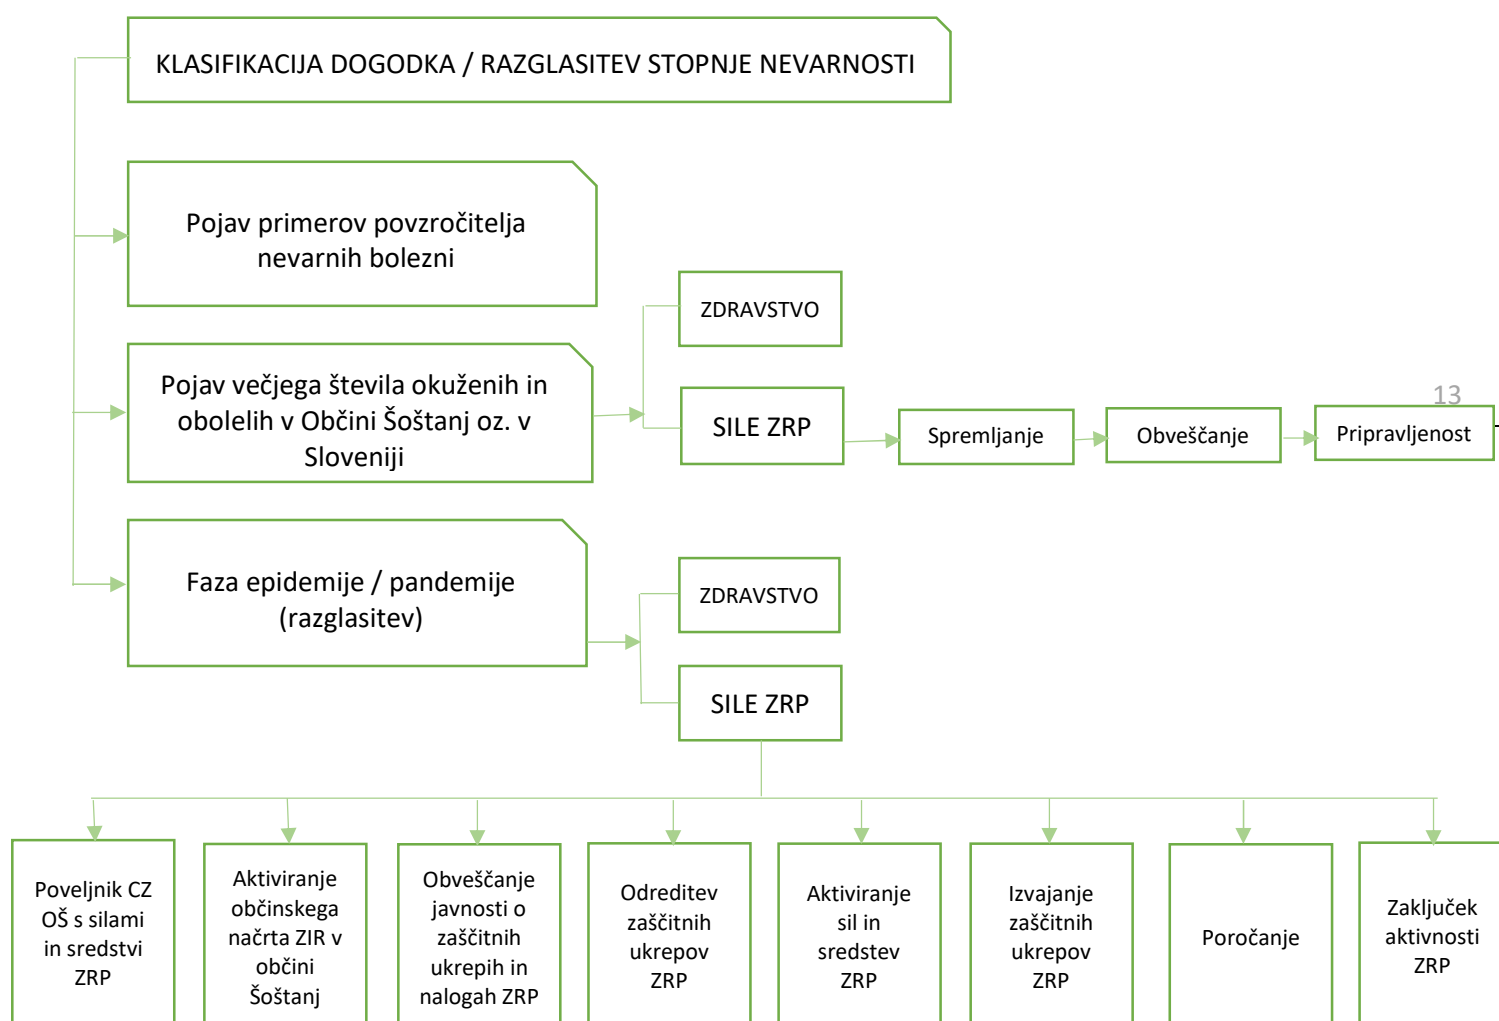 KLASIFIKACIJA DOGODKA / RAZGLASITEV STOPNJE NEVARNOSTI
Pojav primerov povzročitelja
nevarnih bolezni
ZDRAVSTVO
Pojav večjega števila okuženih in
obolelih v Občini Šoštanj oz. v
Sloveniji
SILE ZRP
Spremljanje
Obveščanje
13
Pripravljenost
Faza epidemije / pandemije
(razglasitev)
ZDRAVSTVO
SILE ZRP
Poveljnik CZ
OŠ s silami
in sredstvi
ZRP
Aktiviranje
občinskega
načrta ZIR v
občini
Šoštanj
Obveščanje
javnosti o
zaščitnih
ukrepih in
nalogah ZRP
Odreditev
zaščitnih
ukrepov
ZRP
Aktiviranje
sil in
sredstev
ZRP
Izvajanje
zaščitnih
ukrepov
ZRP
Poročanje
Zaključek
aktivnosti
ZRP